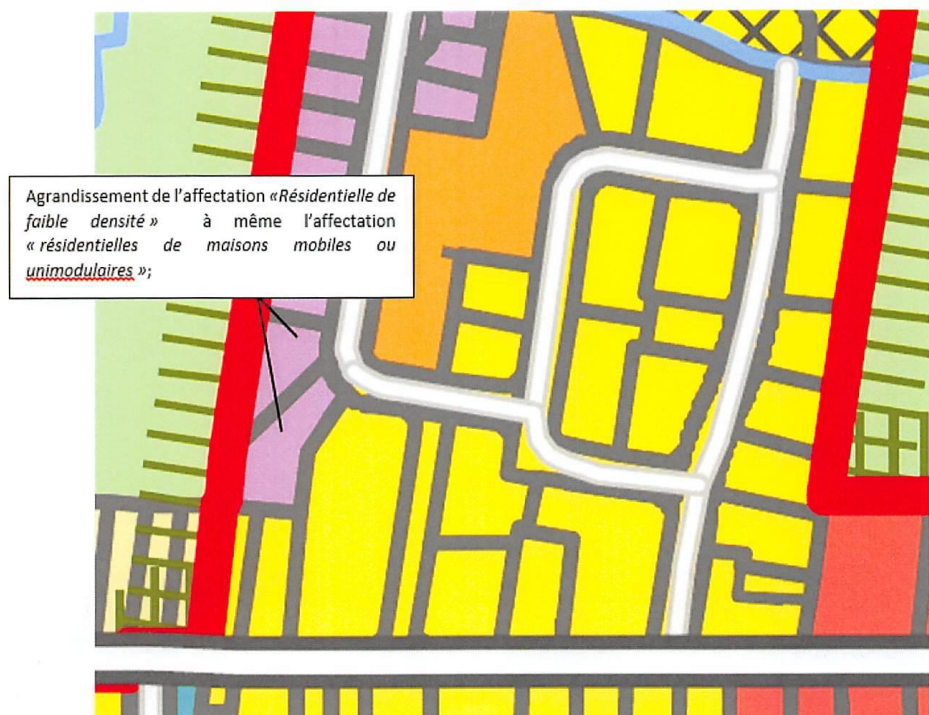 Agrandissement de l’affectation «Résidentielle de
faible densité » à même l’affectation
« résidentielles de maisons mobiles ou
unimodulaires »;